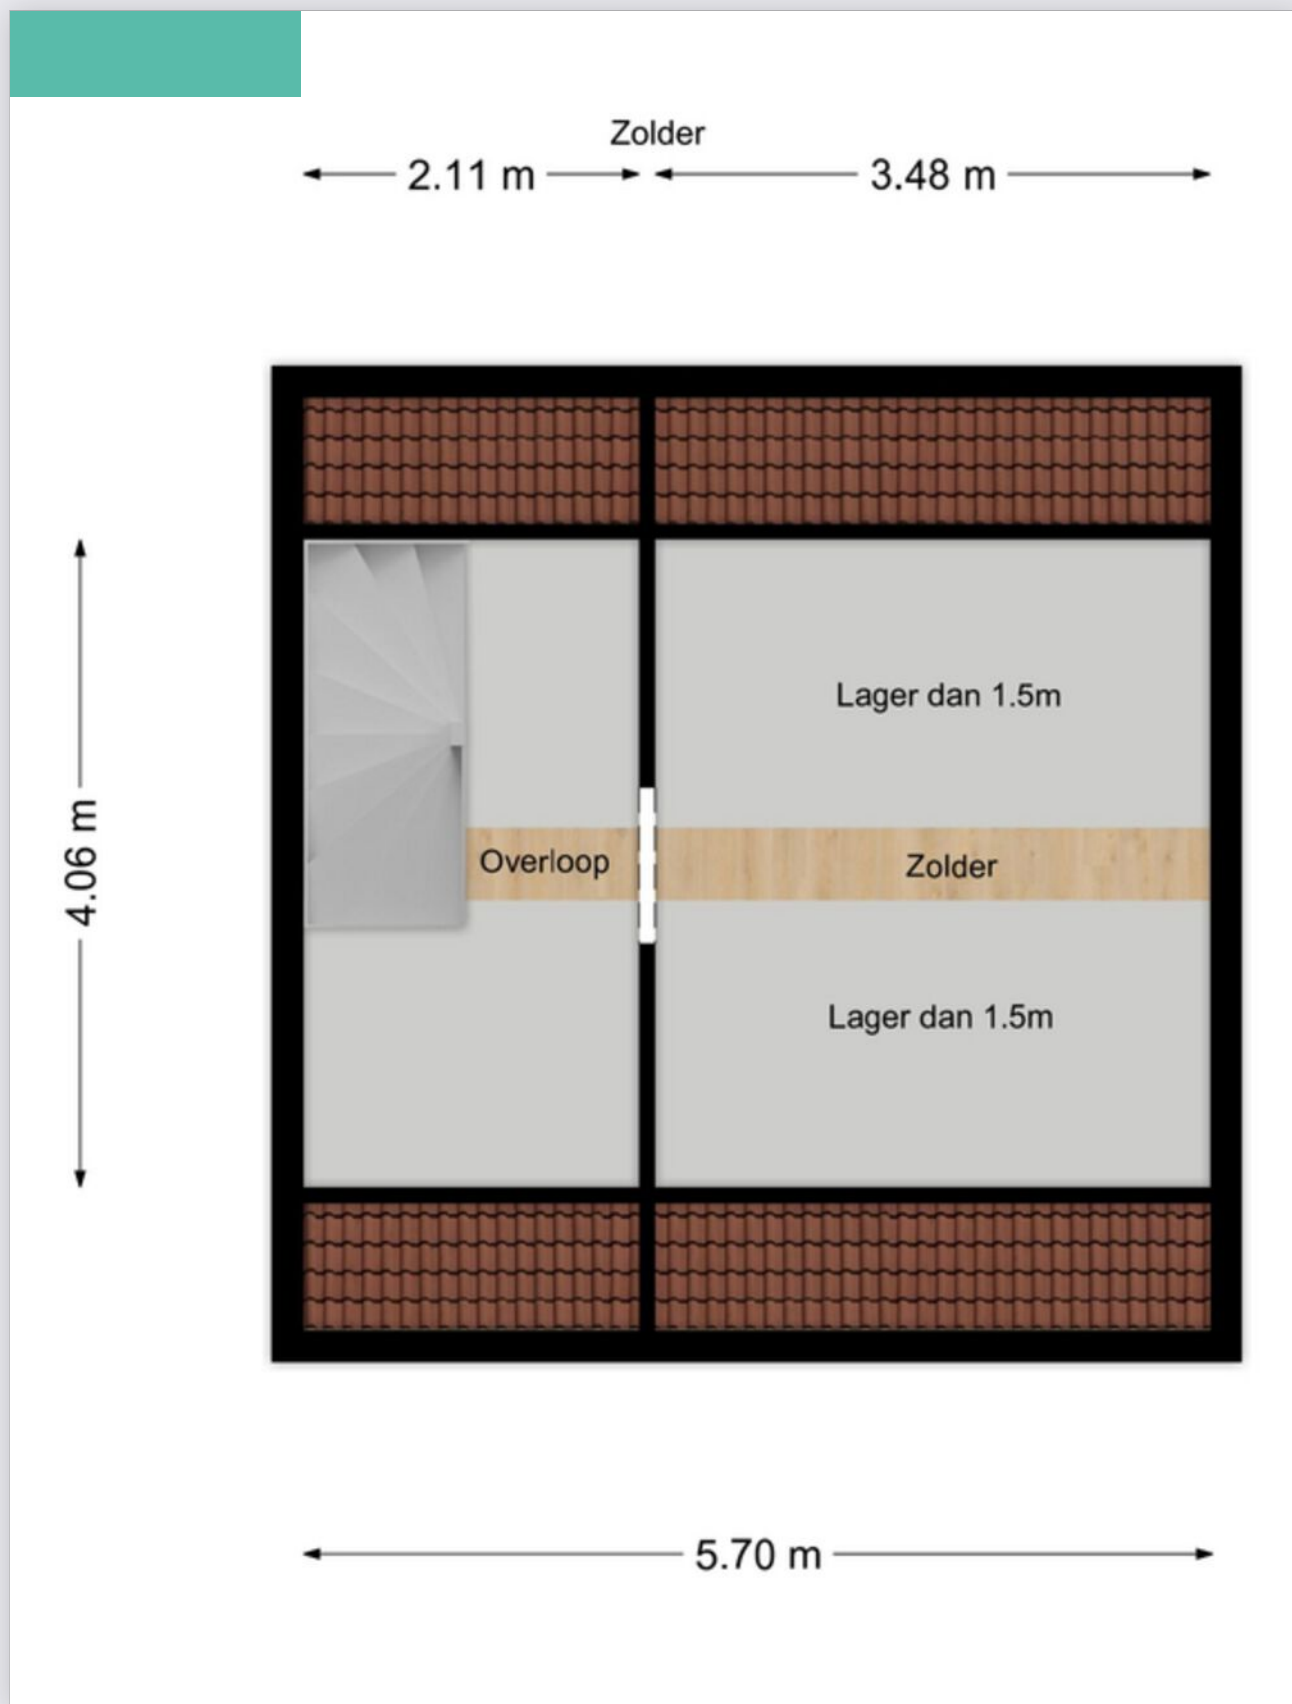 Zolder
2.11 m
3.48 m
4.06 m
Lager dan 1.5m
Overloop
Zolder
Lager dan 1.5m
5.70 m